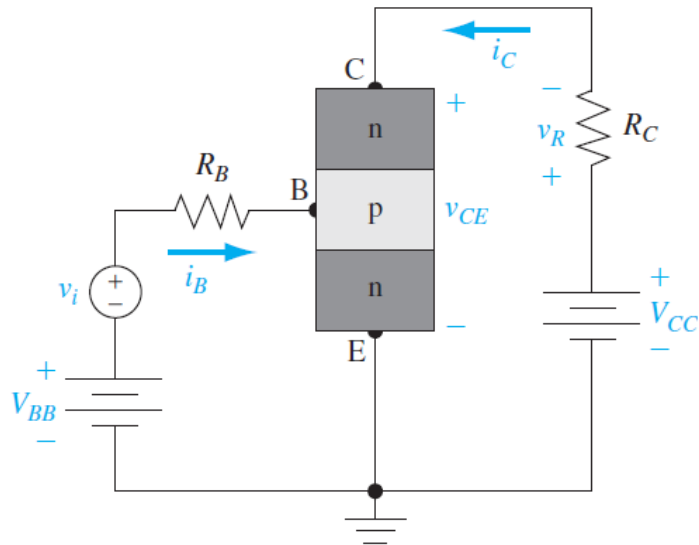 i_C
C
+
−
n
v_R
R_C
R_B
+
B
p
v_CE
i_B
+
−
v_i
n
+
V_CC
−
−
E
+
V_BB
−